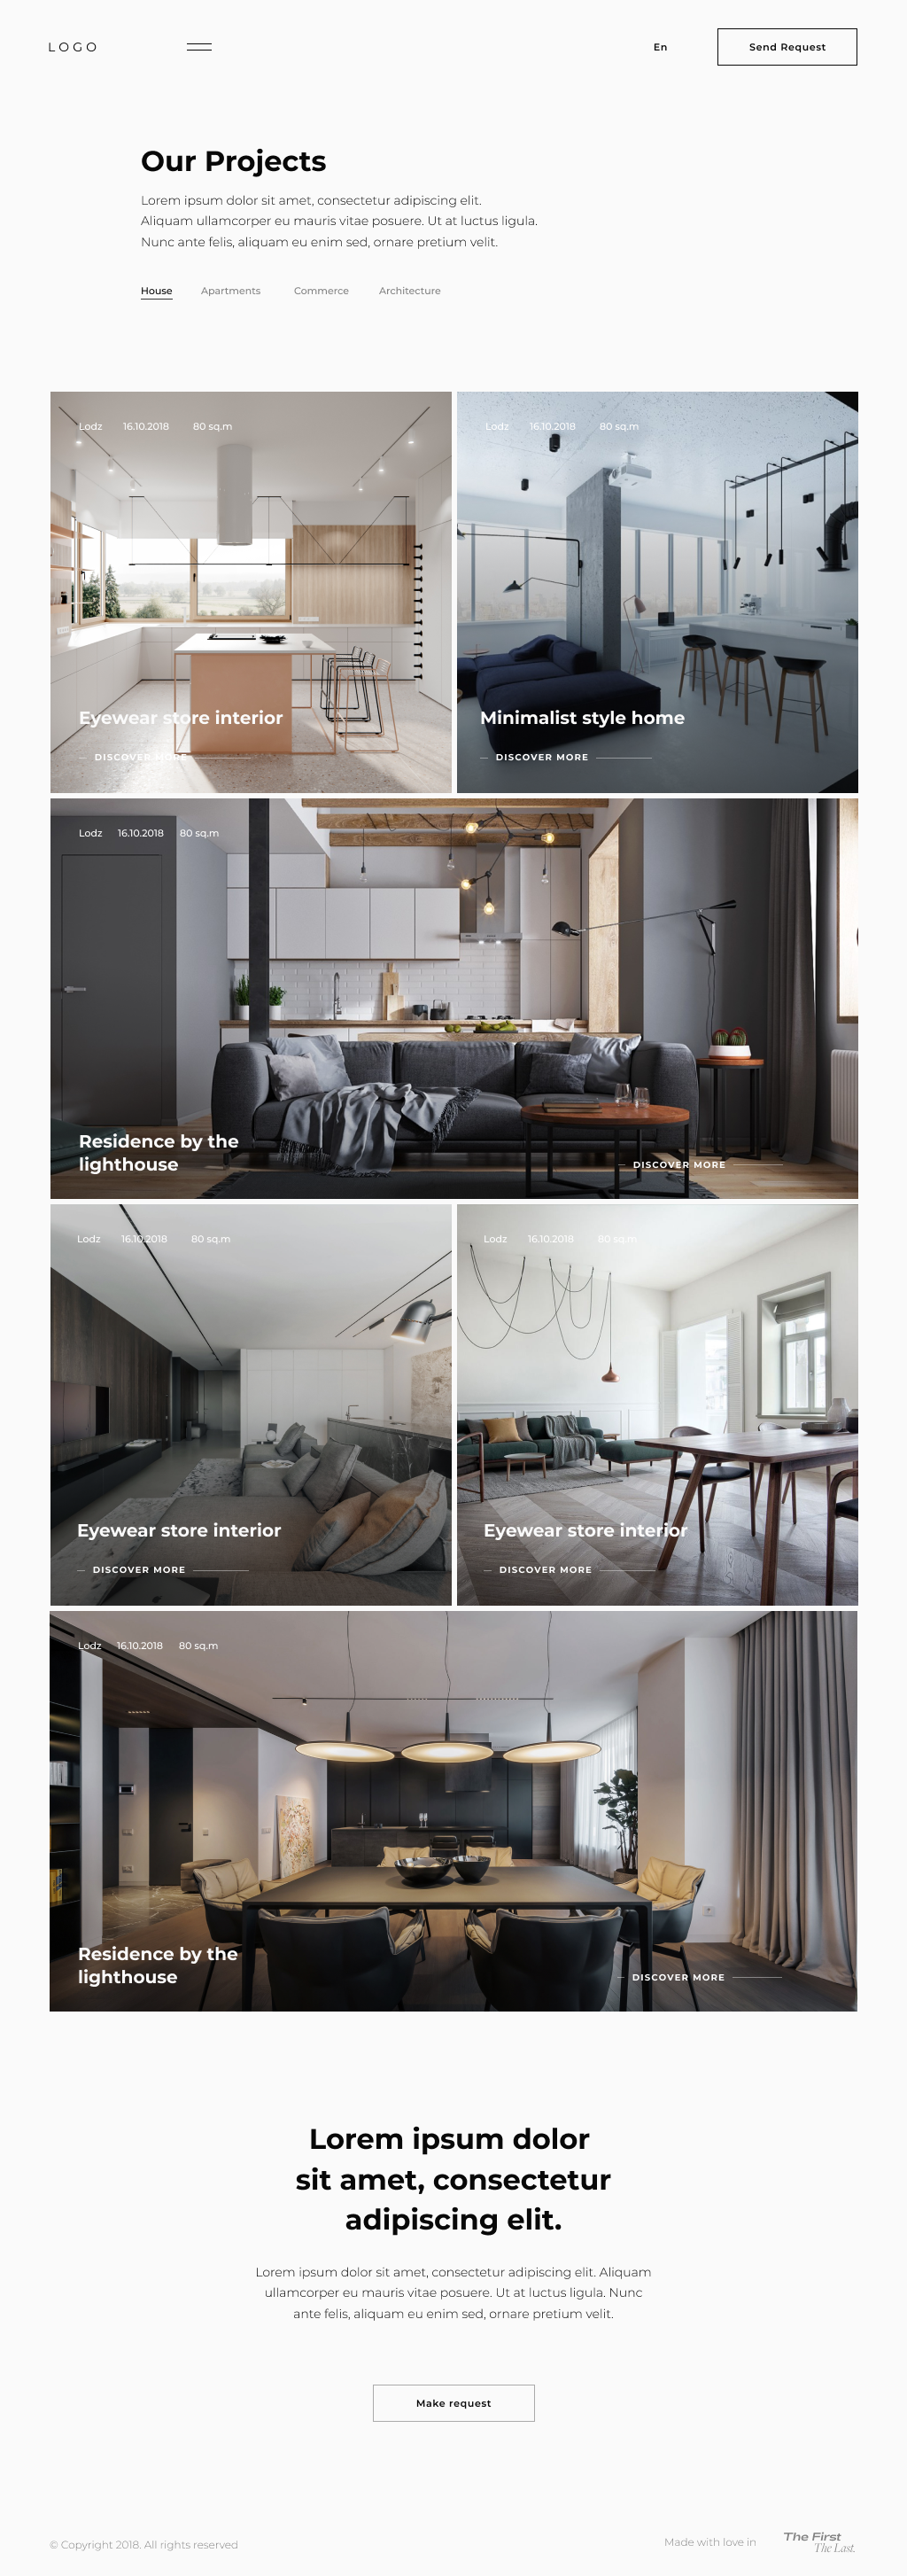 LOGO
En
Send Request
Our Projects
Lorem ipsum dolor sit amet, consectetur adipiscing elit.
Aliquam ullamcorper eu mauris vitae posuere. Ut at luctus ligula.
Nunc ante felis, aliquam eu enim sed, ornare pretium velit.
House Apartments Commerce Architecture
Lodz 16.10.2018 80 sq.m
Eyewear store interior
DISCOVER MORE
Lodz 16.10.2018 80 sq.m
Minimalist style home
DISCOVER MORE
Lodz 16.10.2018 80 sq.m
Residence by the
lighthouse
DISCOVER MORE
Lodz 16.10.2018 80 sq.m
Eyewear store interior
DISCOVER MORE
Lodz 16.10.2018 80 sq.m
Eyewear store interior
DISCOVER MORE
Lodz 16.10.2018 80 sq.m
Residence by the
lighthouse
DISCOVER MORE
Lorem ipsum dolor
sit amet, consectetur
adipiscing elit.
Lorem ipsum dolor sit amet, consectetur adipiscing elit. Aliquam
ullamcorper eu mauris vitae posuere. Ut at luctus ligula. Nunc
ante felis, aliquam eu enim sed, ornare pretium velit.
Make request
© Copyright 2018. All rights reserved
Made with love in
The First
The Last.